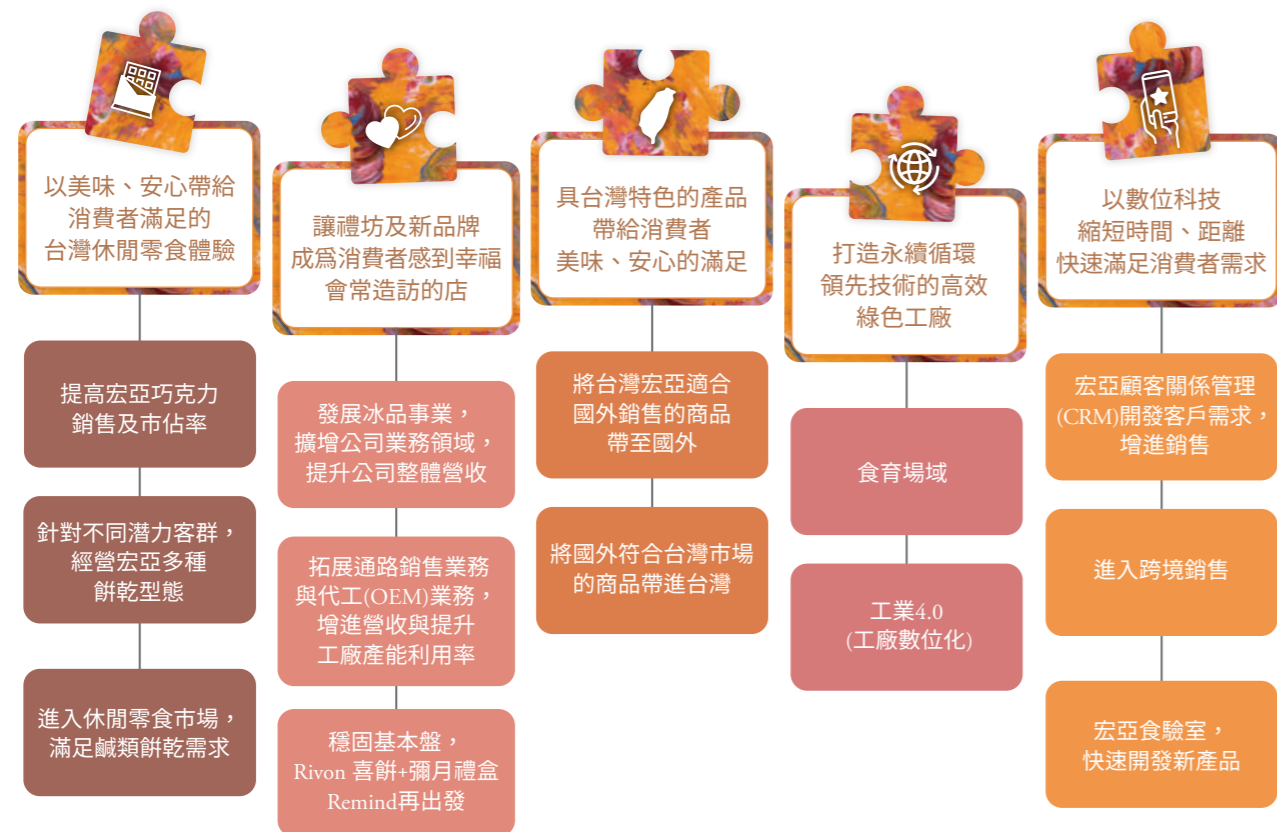 以美味、安心帶給
消費者滿足的
台灣休閒零食體驗
提高宏亞巧克力
銷售及市佔率
針對不同潛力客群，
經營宏亞多種
餅乾型態
進入休閒零食市場，
滿足鹹類餅乾需求
讓禮坊及新品牌
成爲消費者感到幸福
會常造訪的店
發展冰品事業，
擴增公司業務領域，
提升公司整體營收
拓展通路銷售業務
與代工(OEM)業務，
增進營收與提升
工廠產能利用率
穩固基本盤，
Rivon 喜餅+彌月禮盒
Remind再出發
具台灣特色的產品
帶給消費者
美味、安心的滿足
將台灣宏亞適合
國外銷售的商品
帶至國外
將國外符合台灣市場
的商品帶進台灣
打造永續循環
領先技術的高效
綠色工廠
食育場域
工業4.0
(工廠數位化)
以數位科技
縮短時間、距離
快速滿足消費者需求
宏亞顧客關係管理
(CRM)開發客戶需求，
增進銷售
進入跨境銷售
宏亞食驗室，
快速開發新產品